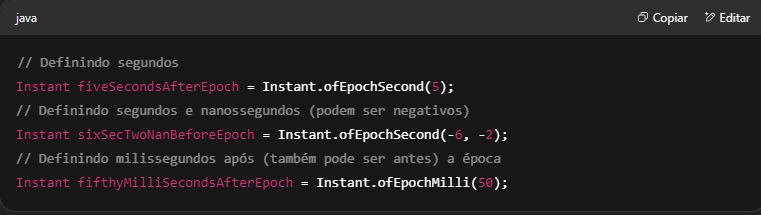 java
Copiar
Editar
// Definindo segundos
Instant fiveSecondsAfterEpoch = Instant.ofEpochSecond(5);
// Definindo segundos e nanossegundos (podem ser negativos)
Instant sixSecTwoNanBeforeEpoch = Instant.ofEpochSecond(-6, -2);
// Definindo milissegundos após (também pode ser antes) a época
Instant fifthyMilliSecondsAfterEpoch = Instant.ofEpochMilli(50);